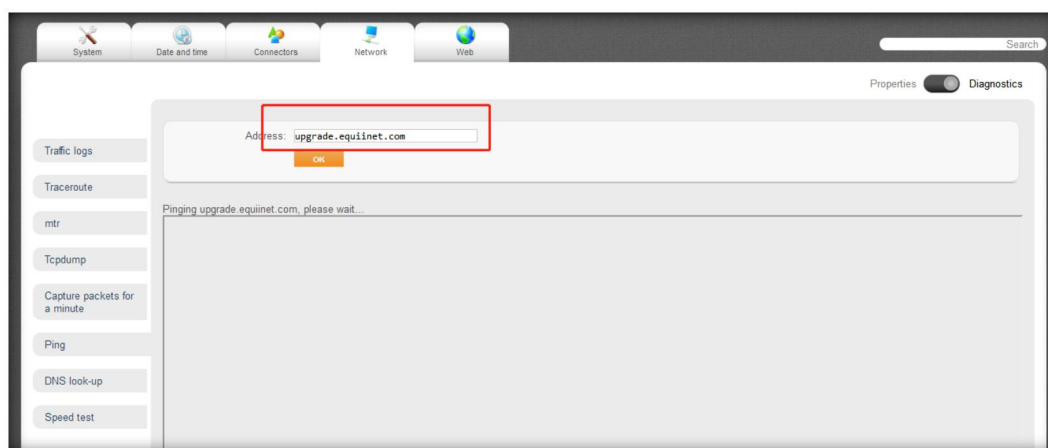 System
Date and time
Connectors
Network
Web
Search
Properties
Diagnostics
Address: upgrade.equiinet.com
OK
Traffic logs
Traceroute
mtr
Tcpdump
Capture packets for
a minute
Ping
DNS look-up
Speed test
Pinging upgrade.equiinet.com, please wait...